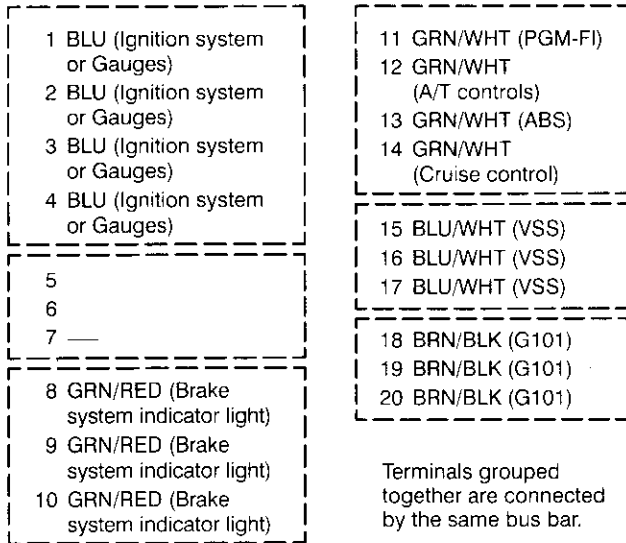 1 BLU (Ignition system
or Gauges)
2 BLU (Ignition system
or Gauges)
3 BLU (Ignition system
or Gauges)
4 BLU (Ignition system
or Gauges)
5
6
7 —
8 GRN/RED (Brake
system indicator light)
9 GRN/RED (Brake
system indicator light)
10 GRN/RED (Brake
system indicator light)
11 GRN/WHT (PGM-FI)
12 GRN/WHT
(A/T controls)
13 GRN/WHT (ABS)
14 GRN/WHT
(Cruise control)
15 BLU/WHT (VSS)
16 BLU/WHT (VSS)
17 BLU/WHT (VSS)
18 BRN/BLK (G101)
19 BRN/BLK (G101)
20 BRN/BLK (G101)
Terminals grouped
together are connected
by the same bus bar.